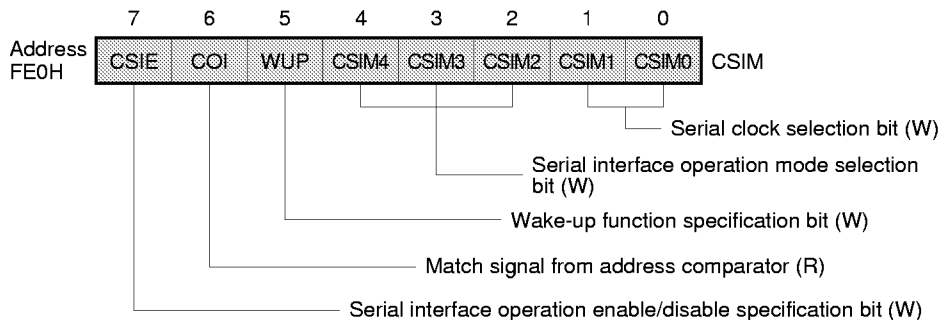 7 6 5 4 3 2 1 0
Address
FE0H
CSIE COI WUP CSIM4 CSIM3 CSIM2 CSIM1 CSIM0 CSIM
Serial clock selection bit (W)
Serial interface operation mode selection
bit (W)
Wake-up function specification bit (W)
Match signal from address comparator (R)
Serial interface operation enable/disable specification bit (W)